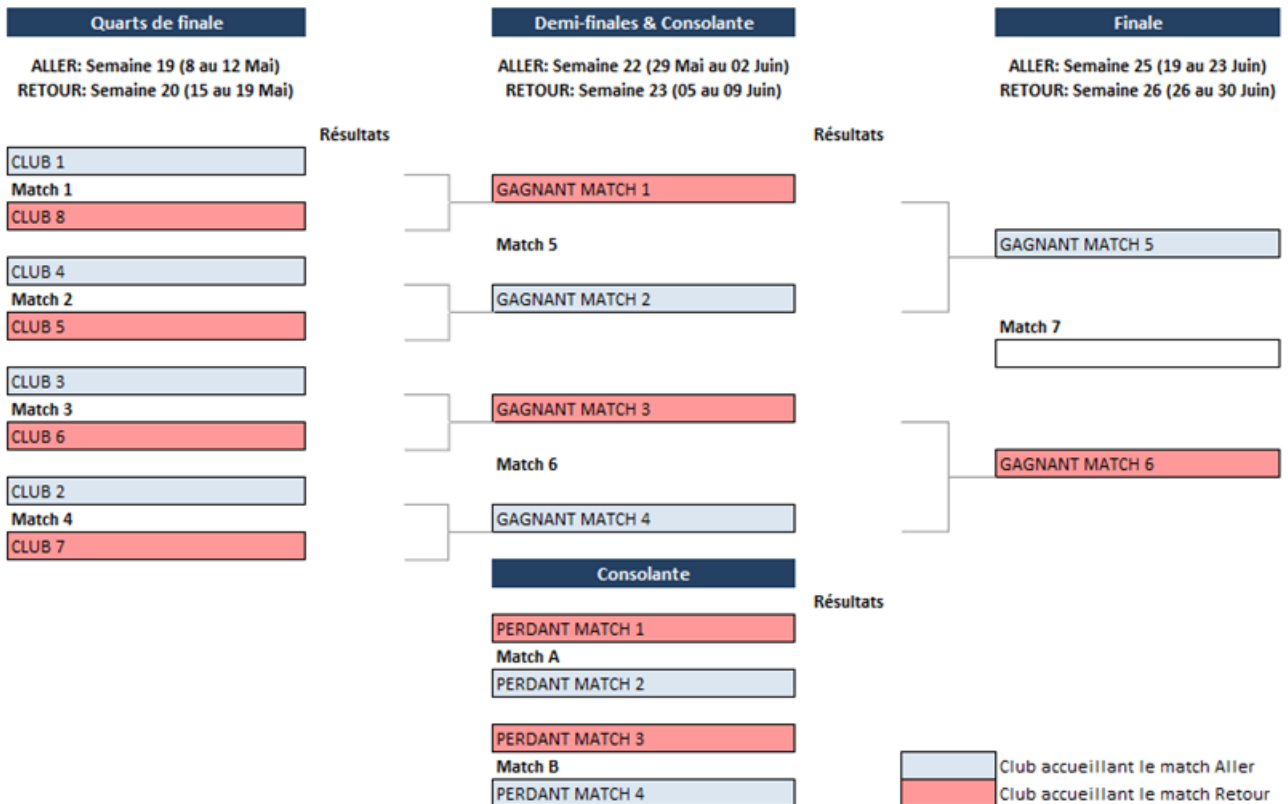 Quarts de finale
ALLER: Semaine 19 (8 au 12 Mai)
RETOUR: Semaine 20 (15 au 19 Mai)
Résultats
CLUB 1
Match 1
CLUB 8
CLUB 4
Match 2
CLUB 5
CLUB 3
Match 3
CLUB 6
CLUB 2
Match 4
CLUB 7
Demi-finales & Consolante
ALLER: Semaine 22 (29 Mai au 02 Juin)
RETOUR: Semaine 23 (05 au 09 Juin)
Résultats
GAGNANT MATCH 1
Match 5
GAGNANT MATCH 2
GAGNANT MATCH 3
Match 6
GAGNANT MATCH 4
Consolante
Résultats
PERDANT MATCH 1
Match A
PERDANT MATCH 2
PERDANT MATCH 3
Match B
PERDANT MATCH 4
Finale
ALLER: Semaine 25 (19 au 23 Juin)
RETOUR: Semaine 26 (26 au 30 Juin)
GAGNANT MATCH 5
Match 7
GAGNANT MATCH 6
Club accueillant le match Aller
Club accueillant le match Retour